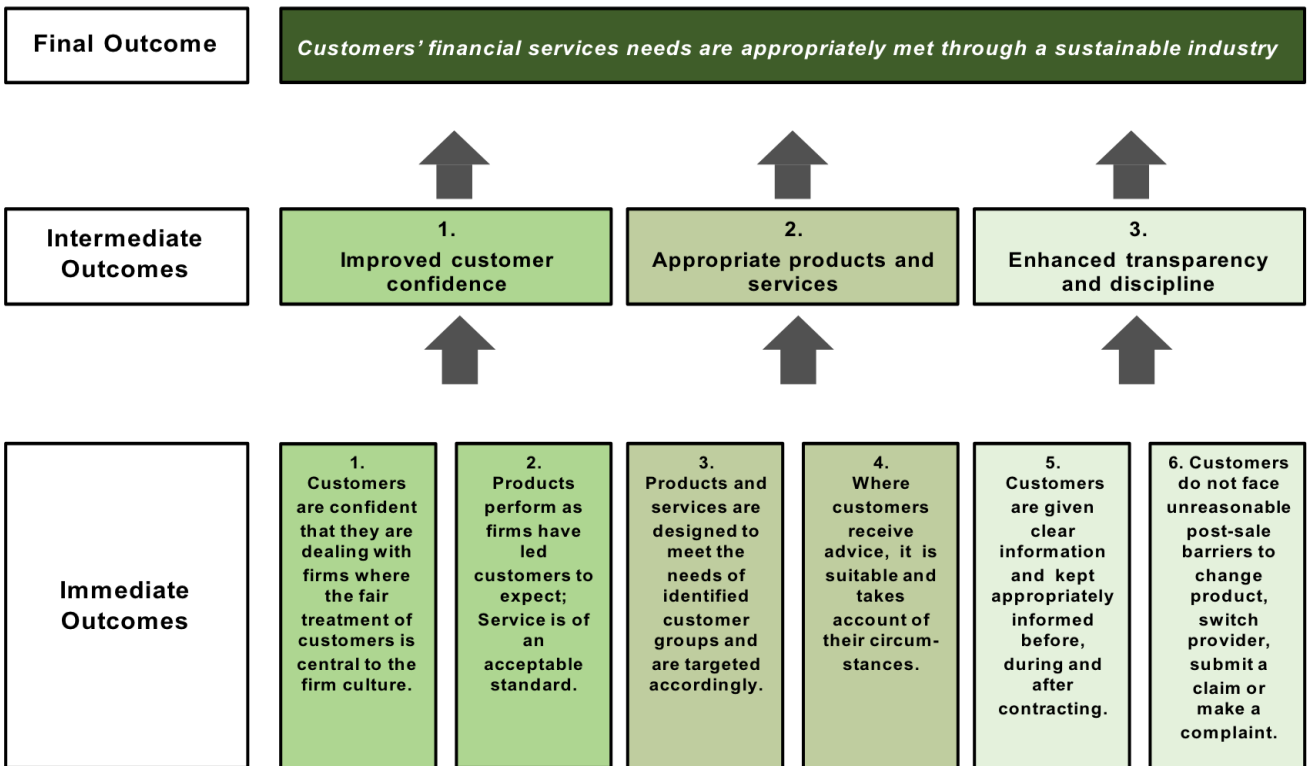 Final Outcome
Customers’ financial services needs are appropriately met through a sustainable industry
Intermediate
Outcomes
1.
Improved customer
confidence
2.
Appropriate products and
services
3.
Enhanced transparency
and discipline
Immediate
Outcomes
1.
Customers
are confident
that they are
dealing with
firms where
the fair
treatment of
customers is
central to the
firm culture.
2.
Products
perform as
firms have
led
customers to
expect;
Service is of
an
acceptable
standard.
3.
Products and
services are
designed to
meet the
needs of
identified
customer
groups and
are targeted
accordingly.
4.
Where
customers
receive
advice, it is
suitable and
takes
account of
their circum-
stances.
5.
Customers
are given
clear
information
and kept
appropriately
informed
before,
during and
after
contracting.
6. Customers
do not face
unreasonable
post-sale
barriers to
change
product,
switch
provider,
submit a
claim or
make a
complaint.